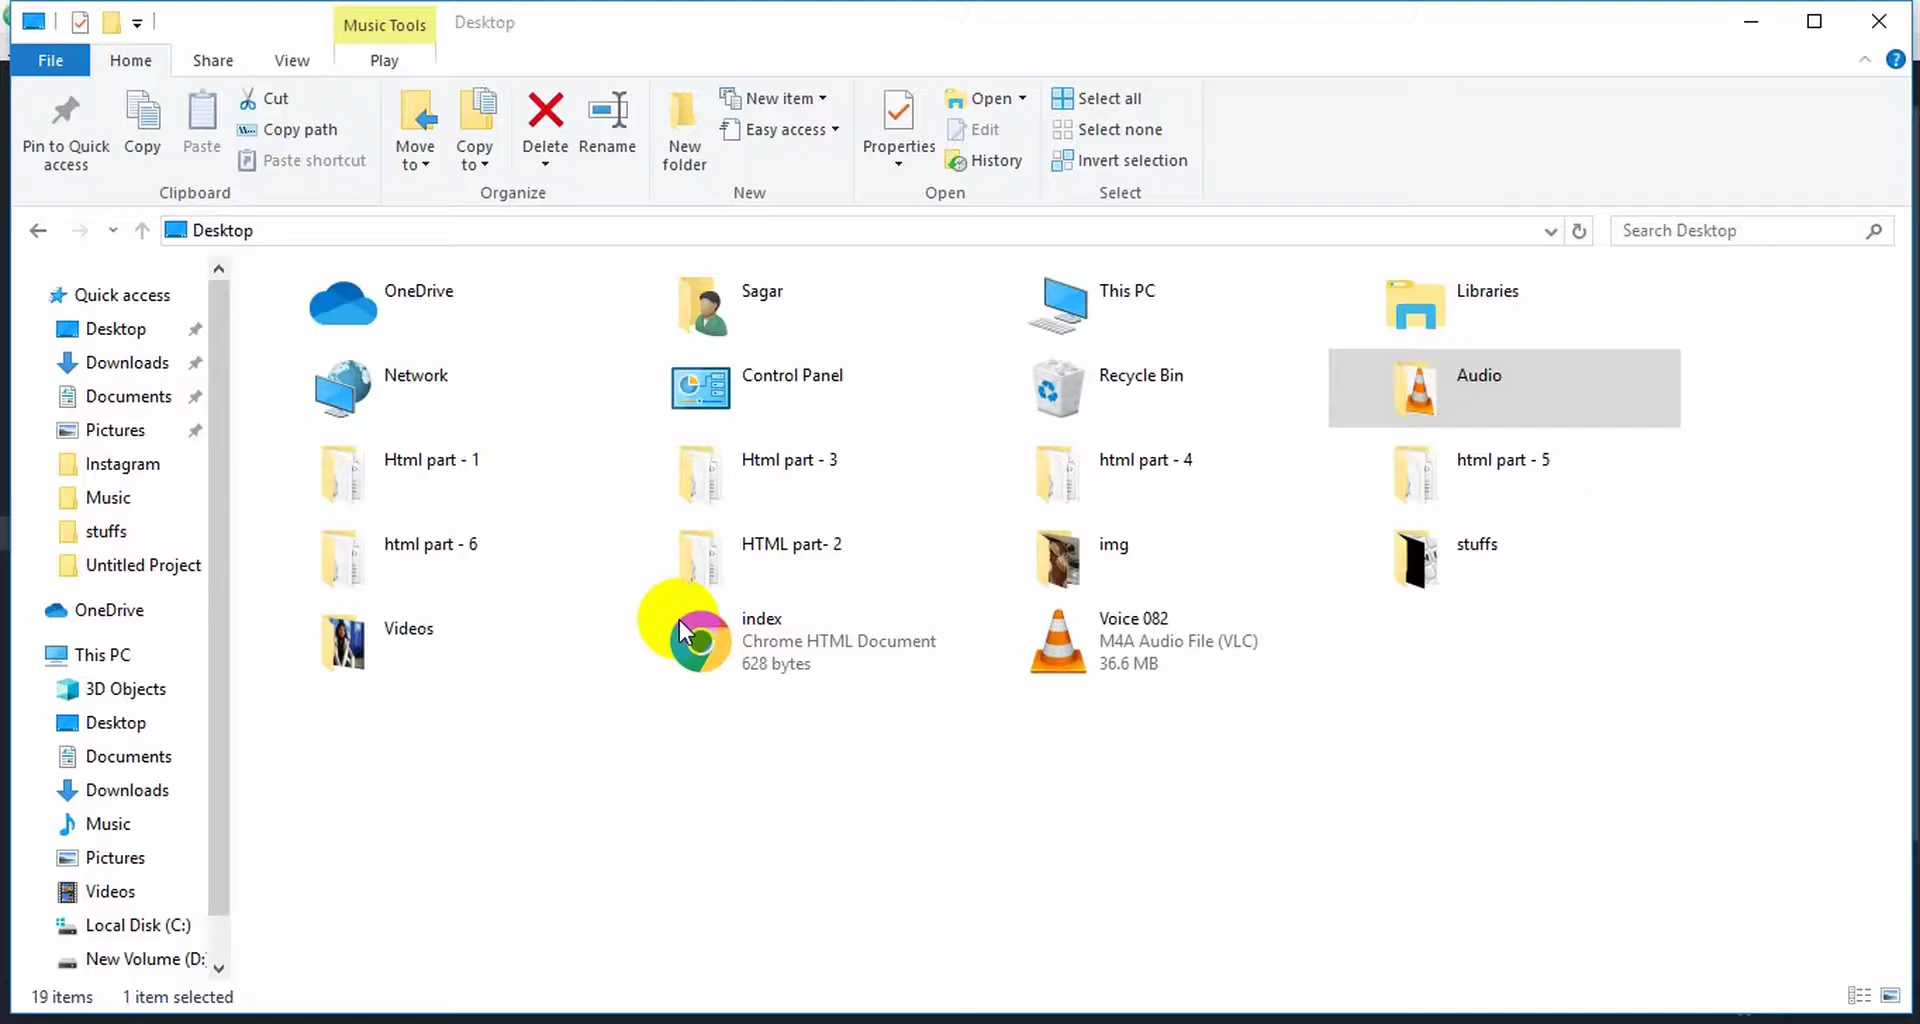 Music Tools
Desktop
File
Home
Share
View
Play
Pin to Quick access
Copy
Paste
Cut
Copy path
Paste shortcut
Clipboard
Move to
Copy to
Delete
Rename
Organize
New folder
New item
Easy access
New
Properties
Open
Edit
History
Open
Select all
Select none
Invert selection
Select
Desktop
Search Desktop
Quick access
Desktop
Downloads
Documents
Pictures
Instagram
Music
stuffs
Untitled Project
OneDrive
This PC
3D Objects
Desktop
Documents
Downloads
Music
Pictures
Videos
Local Disk (C:)
New Volume (D:
OneDrive
Sagar
This PC
Libraries
Network
Control Panel
Recycle Bin
Audio
Html part - 1
Html part - 3
html part - 4
html part - 5
html part - 6
HTML part- 2
img
stuffs
Videos
index
Chrome HTML Document
628 bytes
Voice 082
M4A Audio File (VLC)
36.6 MB
19 items
1 item selected